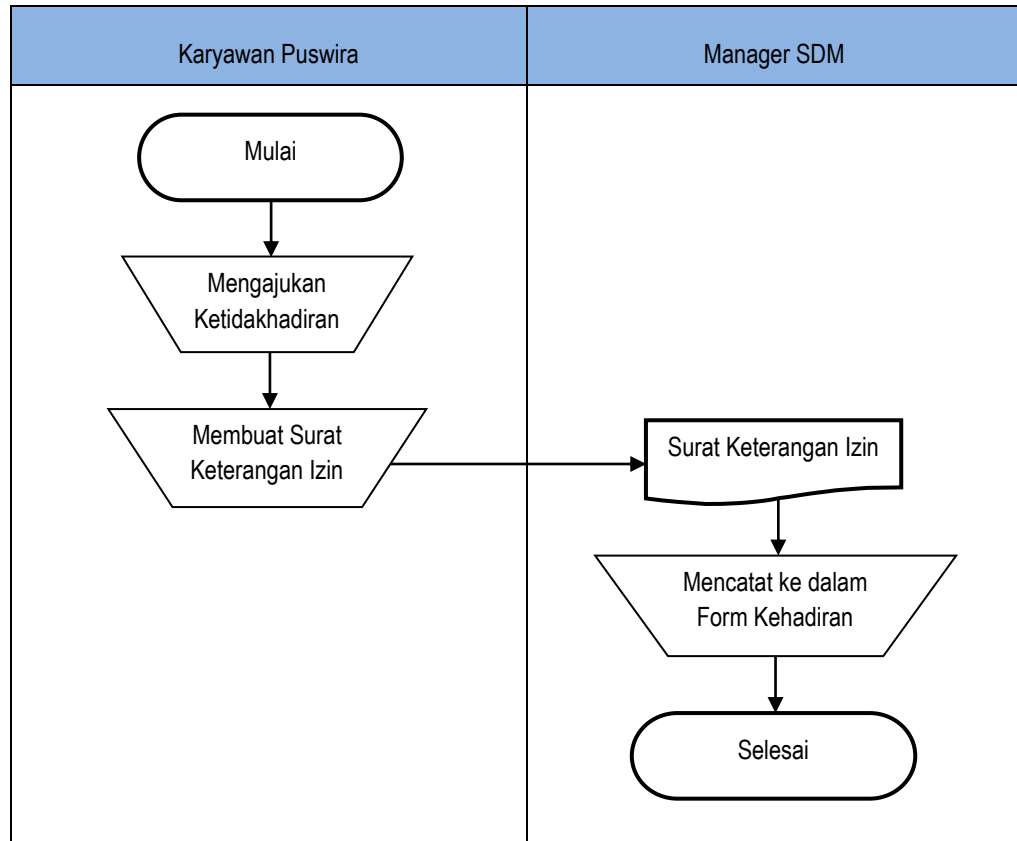 Karyawan Puswira
Manager SDM
Mulai
Mengajukan
Ketidakhadiran
Membuat Surat
Keterangan Izin
Surat Keterangan Izin
Mencatat ke dalam
Form Kehadiran
Selesai